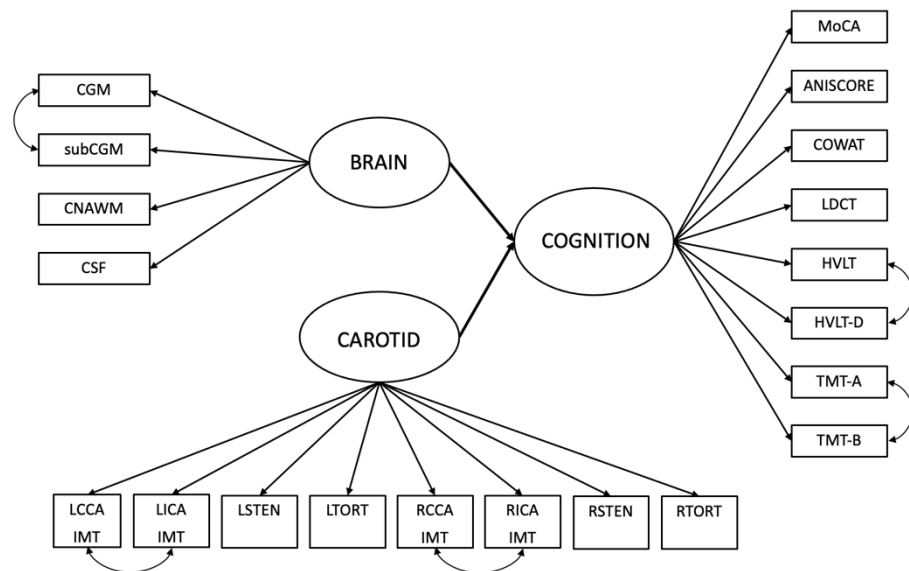 MoCA
CGM
ANISCORE
subCGM
BRAIN
COWAT
CNAWM
LDCT
COGNITION
CSF
HVLT
HVLT-D
CAROTID
TMT-A
TMT-B
LCCA
IMT
LICA
IMT
LSTEN
LTORT
RCCA
IMT
RICA
IMT
RSTEN
RTORT